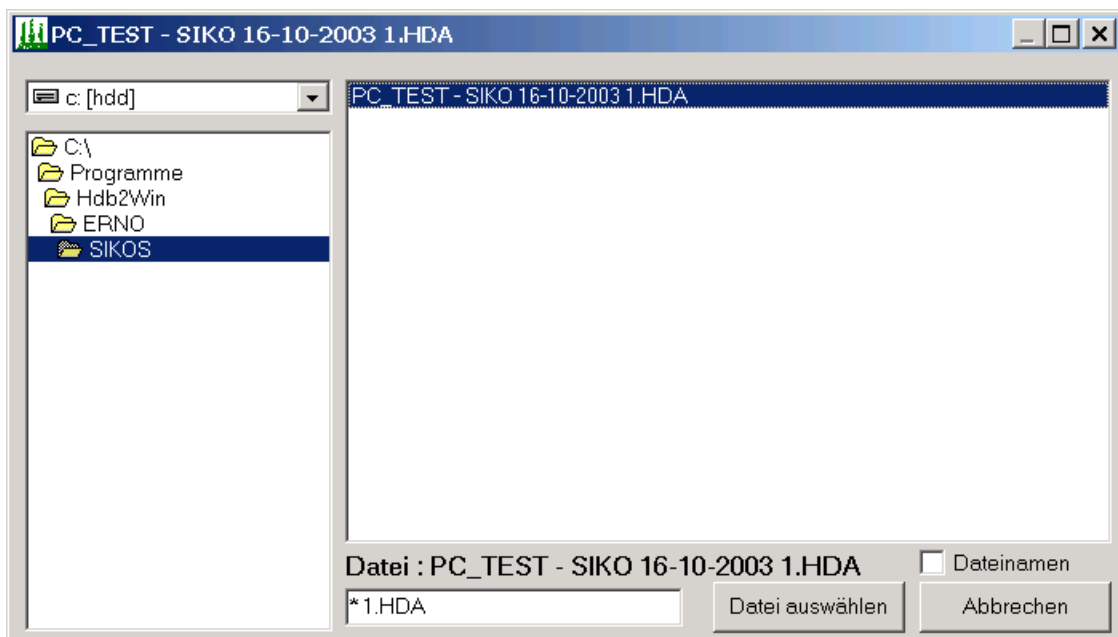 PC_TEST - SIKO 16-10-2003 1.HDA
c: [hdd]
C:\
Programme
Hdb2Win
ERNO
SIKOS
PC_TEST - SIKO 16-10-2003 1.HDA
Datei : PC_TEST - SIKO 16-10-2003 1.HDA
Dateinamen
* 1.HDA
Datei auswählen
Abbrechen